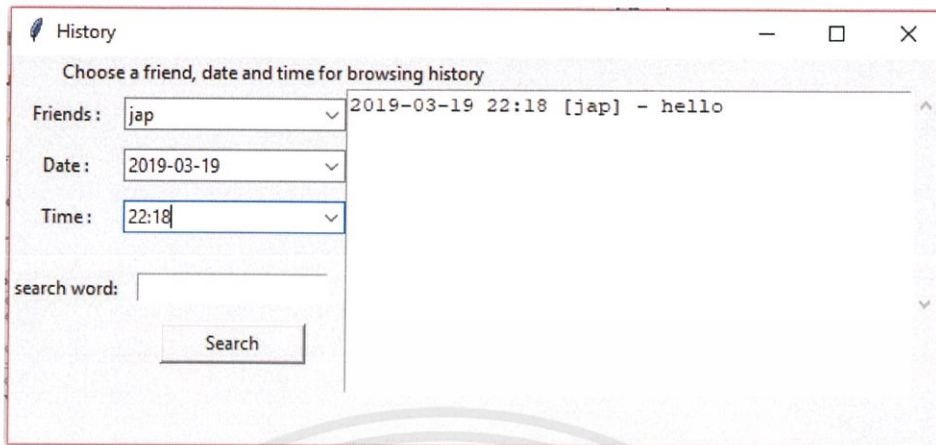 History
Choose a friend, date and time for browsing history
Friends : jap
2019-03-19 22:18 [jap] - hello
Date : 2019-03-19
Time : 22:18
search word:
Search